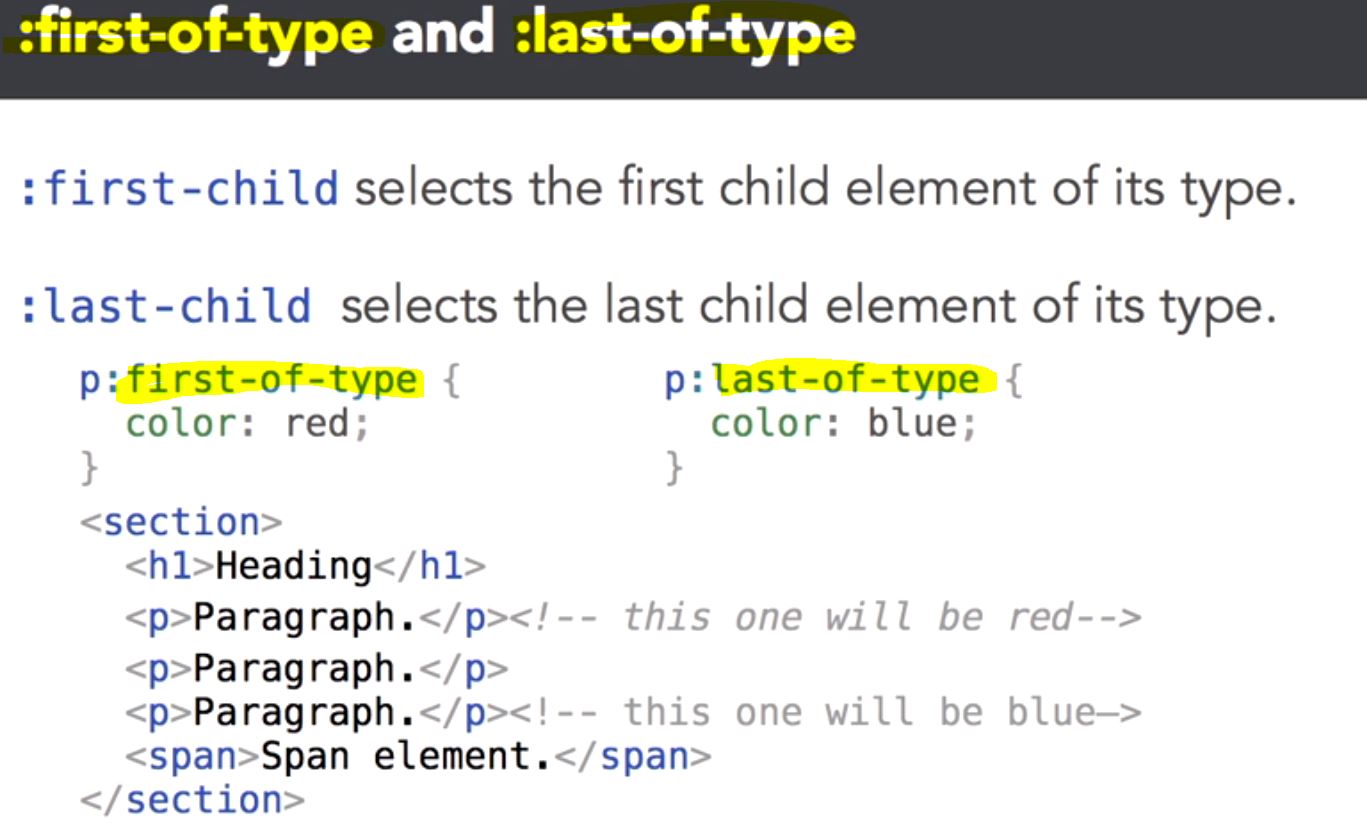 :first-of-type and :last-of-type
:first-child selects the first child element of its type.
:last-child selects the last child element of its type.
p:first-of-type {
  color: red;
}
p:last-of-type {
  color: blue;
}
<section>
  <h1>Heading</h1>
  <p>Paragraph.</p><!-- this one will be red-->
  <p>Paragraph.</p>
  <p>Paragraph.</p><!-- this one will be blue—>
  <span>Span element.</span>
</section>